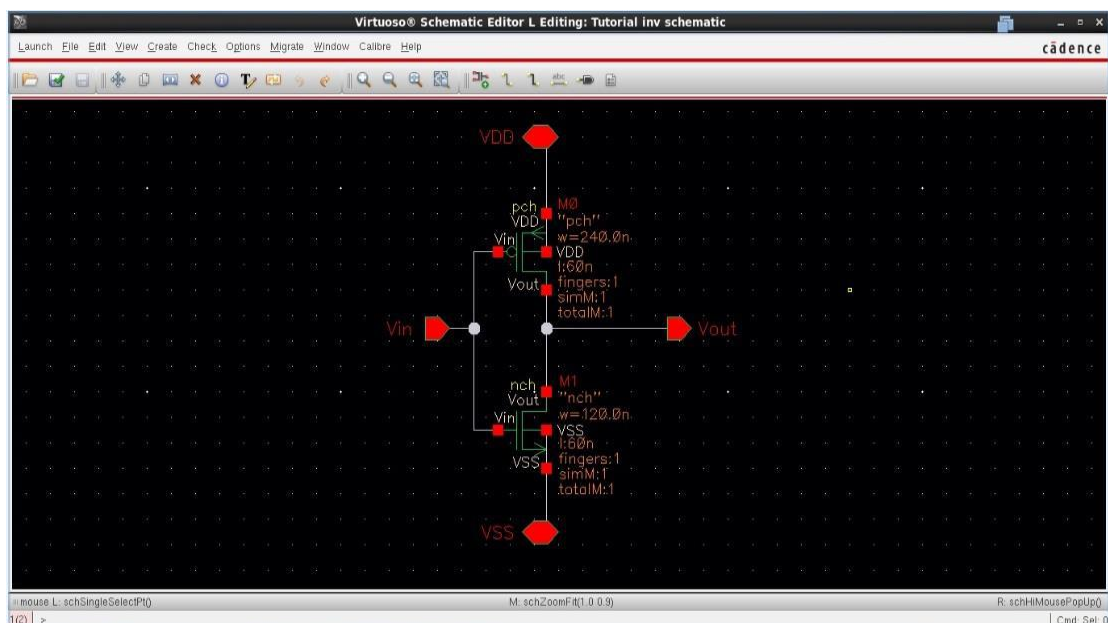 Virtuoso® Schematic Editor L Editing: Tutorial inv schematic
Launch File Edit View Create Check Options Migrate Window Calibre Help
cādence
VDD
M0
pch
"pch"
VDD
w=240.0n
Vin
VDD
l:60n
Vout
fingers:1
simM:1
totalM:1
Vin
Vout
M1
nch
"nch"
Vout
w=120.0n
Vin
VSS
l:60n
fingers:1
VSS
simM:1
totalM:1
VSS
mouse L: schSingleSelectPt()
M: schZoomFit(1.0 0.9)
R: schHiMousePopUp()
1(2) >
Cmd: Sel: 0